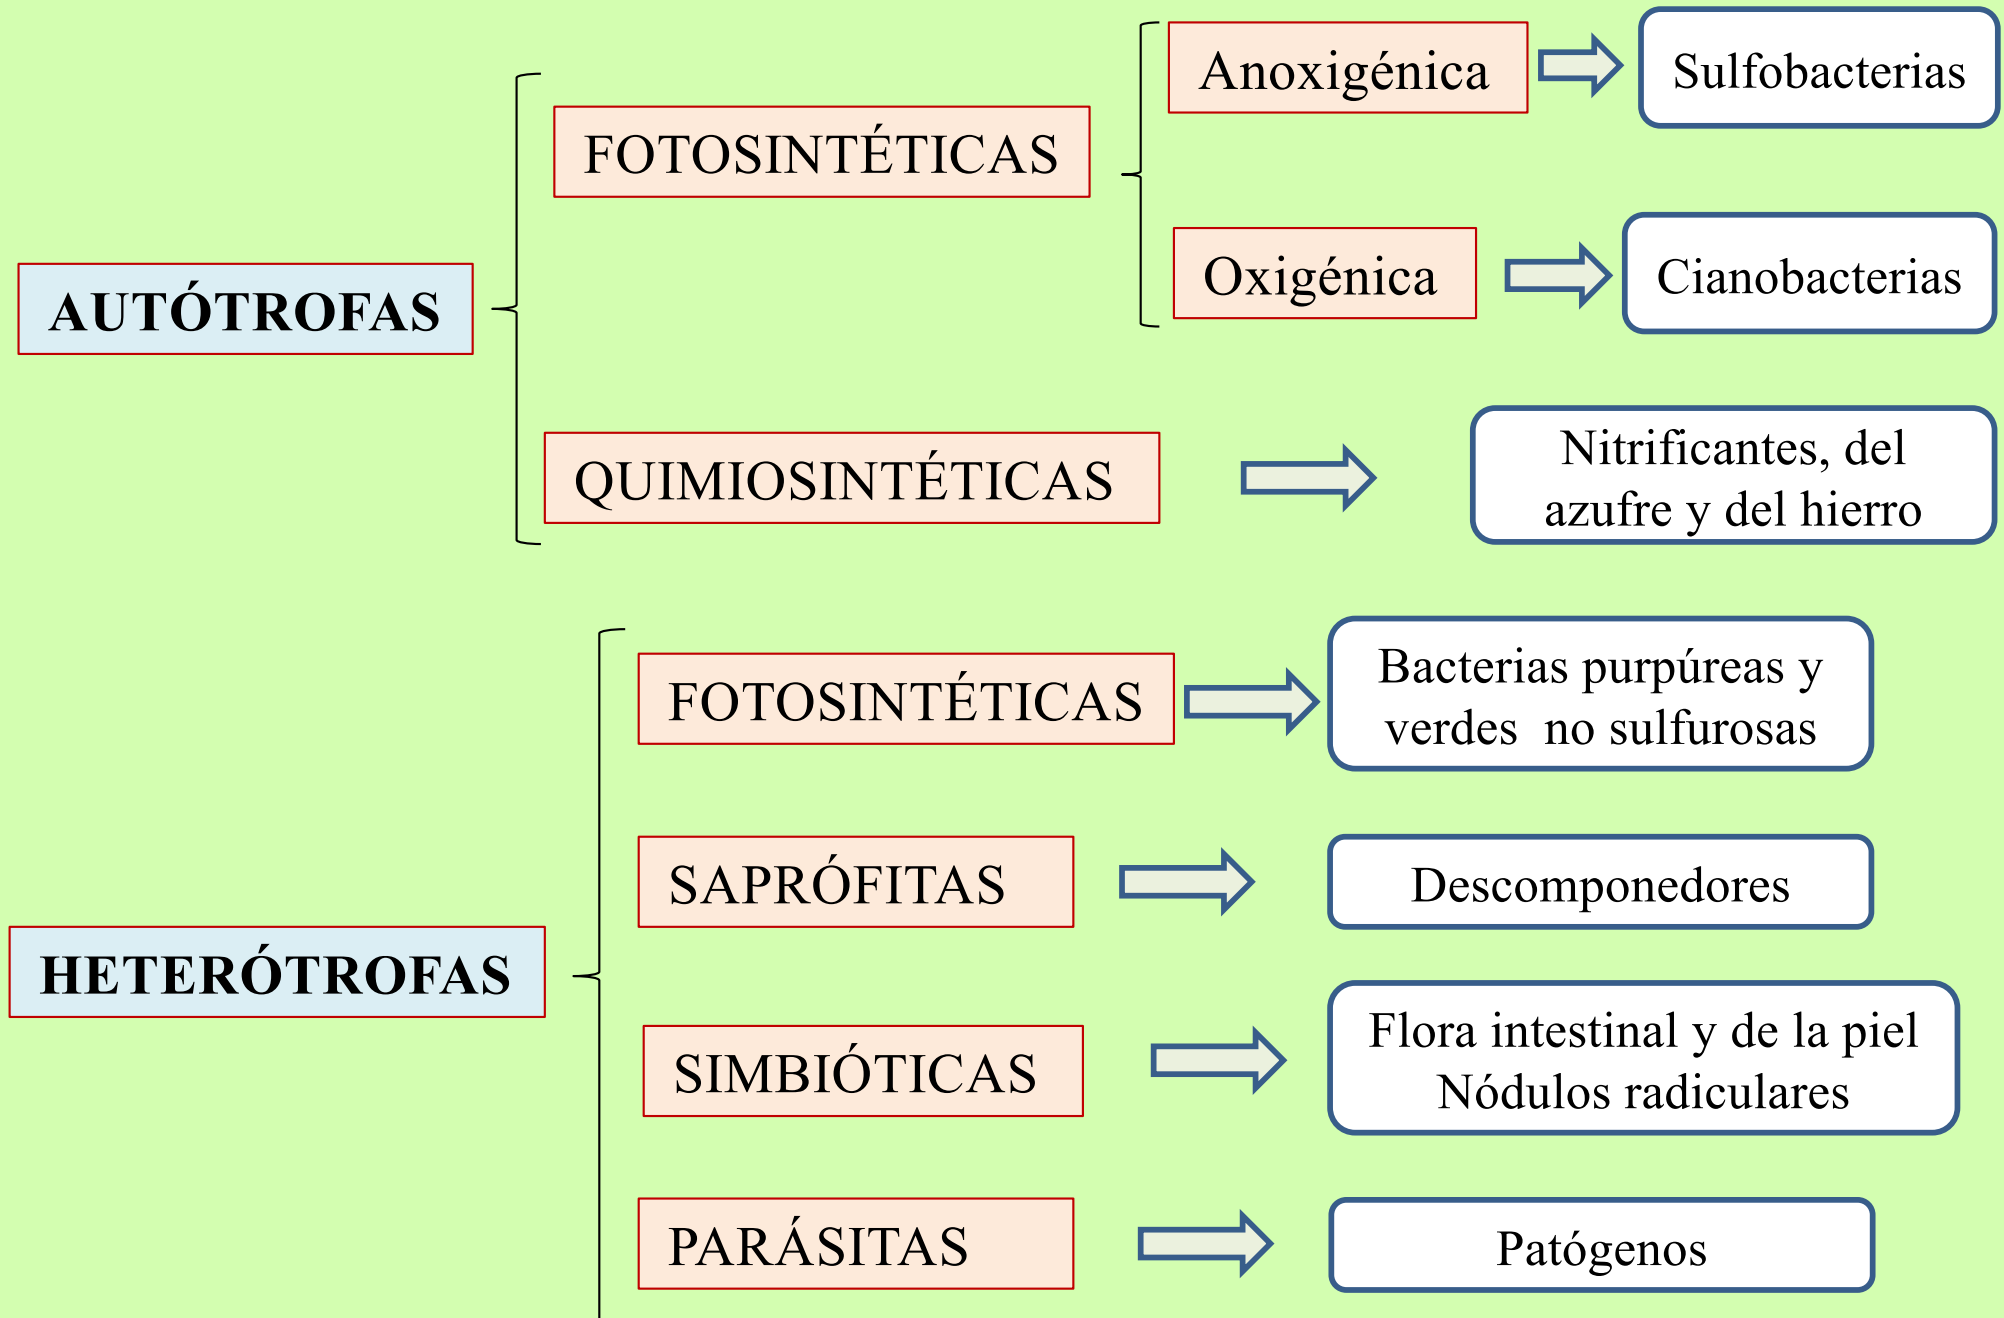 AUTÓTROFAS
FOTOSINTÉTICAS
Anoxigénica
Sulfobacterias
Oxigénica
Cianobacterias
QUIMIOSINTÉTICAS
Nitrificantes, del
azufre y del hierro
HETERÓTROFAS
FOTOSINTÉTICAS
Bacterias purpúreas y
verdes no sulfurosas
SAPRÓFITAS
Descomponedores
SIMBIÓTICAS
Flora intestinal y de la piel
Nódulos radiculares
PARÁSITAS
Patógenos